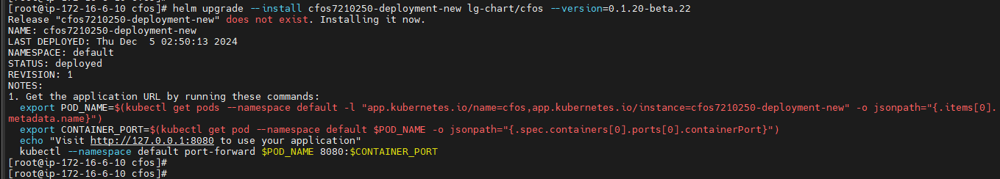 [root@ip-172-16-6-10 cfos]# helm upgrade --install cfos7210250-deployment-new lg-chart/cfos --version=0.1.20-beta.22
Release "cfos7210250-deployment-new" does not exist. Installing it now.
NAME: cfos7210250-deployment-new
LAST DEPLOYED: Thu Dec  5 02:50:13 2024
NAMESPACE: default
STATUS: deployed
REVISION: 1
NOTES:
1. Get the application URL by running these commands:
  export POD_NAME=$(kubectl get pods --namespace default -l "app.kubernetes.io/name=cfos,app.kubernetes.io/instance=cfos7210250-deployment-new" -o jsonpath="{.items[0].
metadata.name}")
  export CONTAINER_PORT=$(kubectl get pod --namespace default $POD_NAME -o jsonpath="{.spec.containers[0].ports[0].containerPort}")
  echo "Visit http://127.0.0.1:8080 to use your application"
  kubectl --namespace default port-forward $POD_NAME 8080:$CONTAINER_PORT
[root@ip-172-16-6-10 cfos]#
[root@ip-172-16-6-10 cfos]#